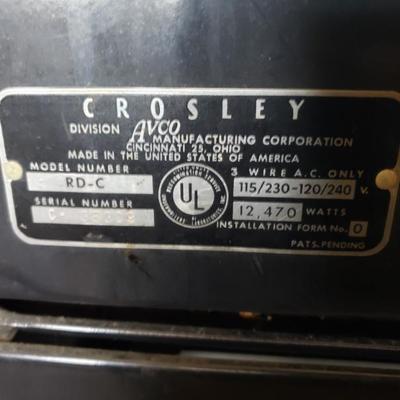 CROSLEY
DIVISION AVCO MANUFACTURING CORPORATION
CINCINNATI 25, OHIO
MADE IN THE UNITED STATES OF AMERICA
MODEL NUMBER
RD-C
SERIAL NUMBER
UL
3 WIRE A.C. ONLY
115/230-120/240 V.
12,470 WATTS
INSTALLATION FORM No. 0
PATS. PENDING